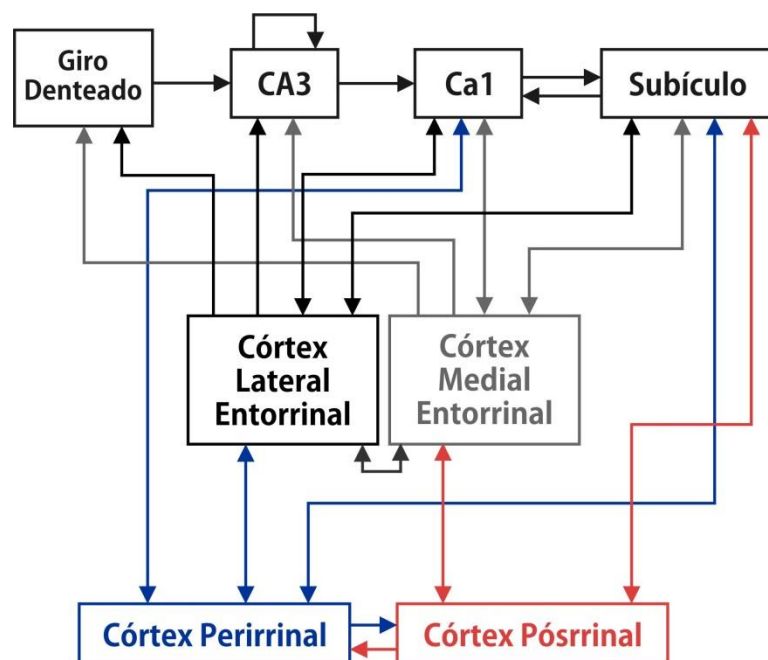 Giro
Denteado
CA3
Ca1
Subículo
Córtex
Lateral
Entorrinal
Córtex
Medial
Entorrinal
Córtex Perirrinal
Córtex Pósrrinal